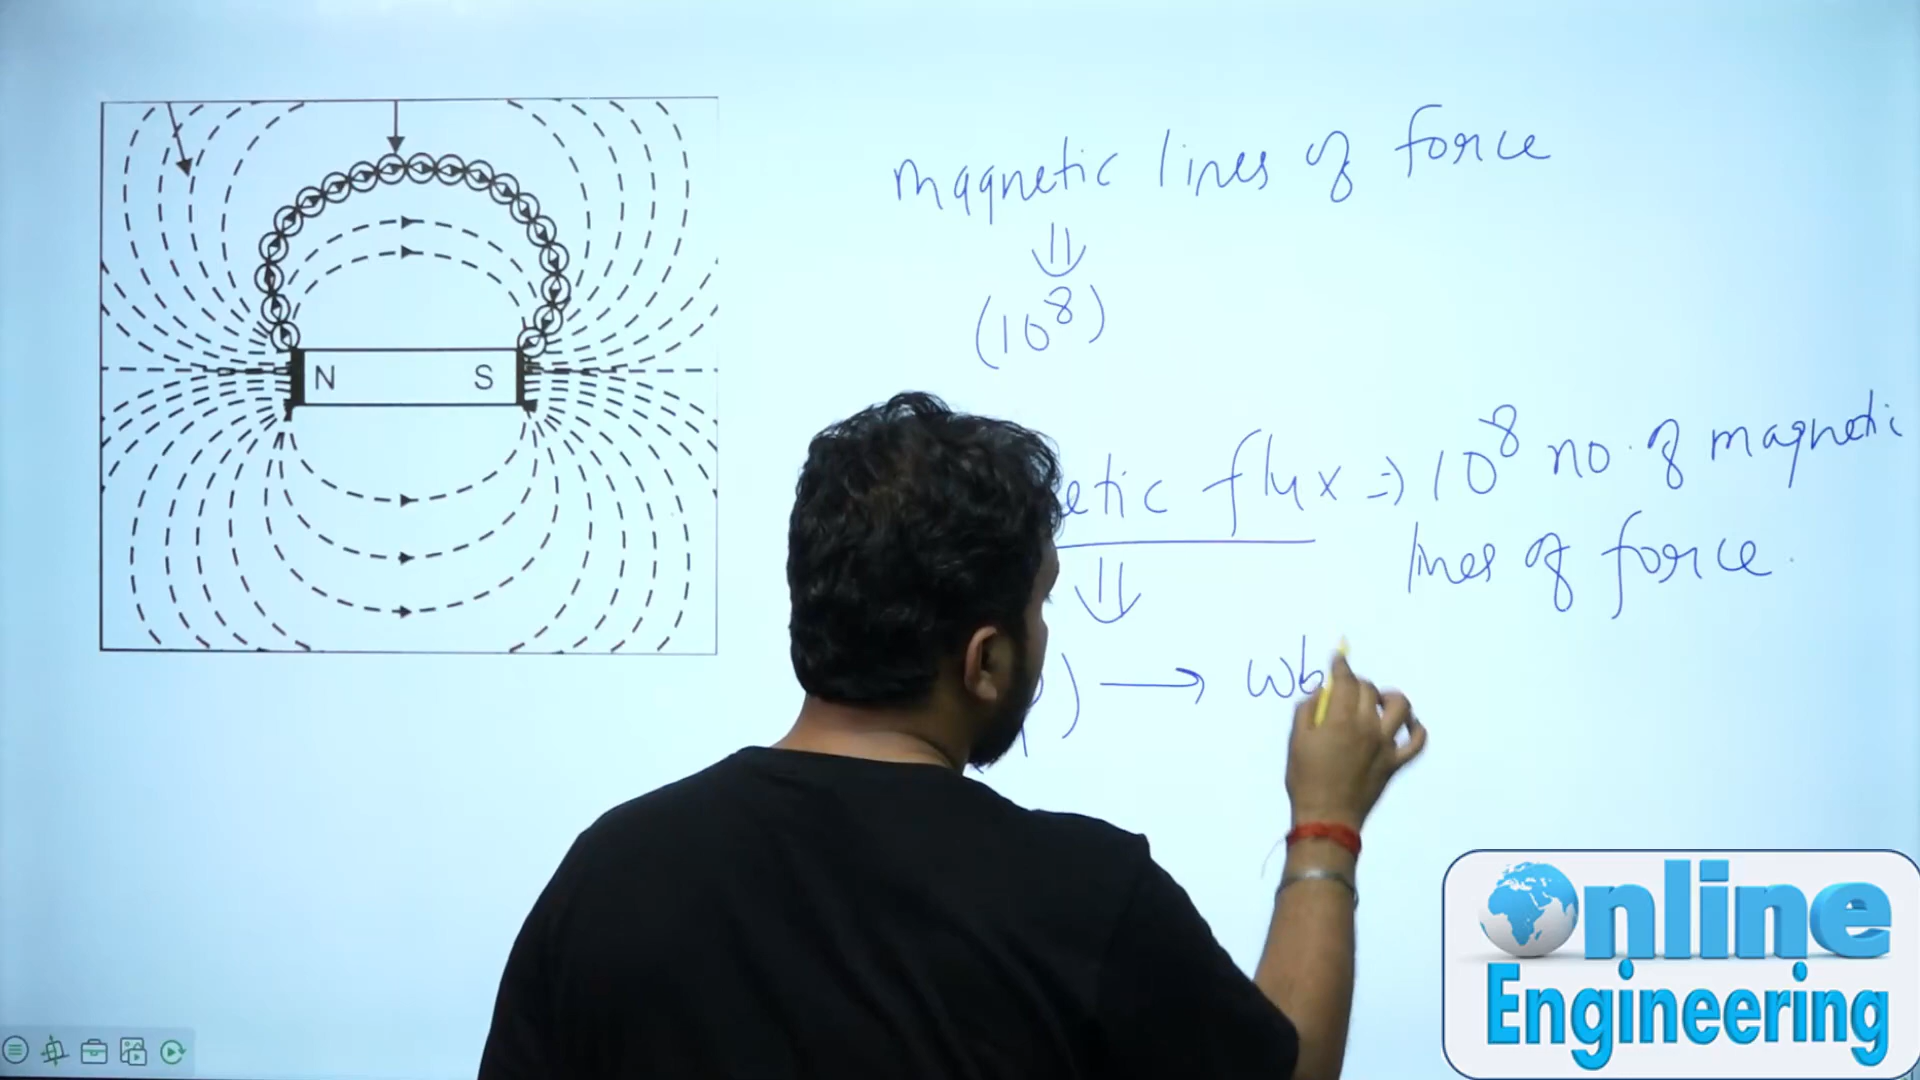 N S
magnetic lines of force
(10⁸)
etic flux => 10⁸ no. of magnetic
lines of force.
) → wb
Online
Engineering